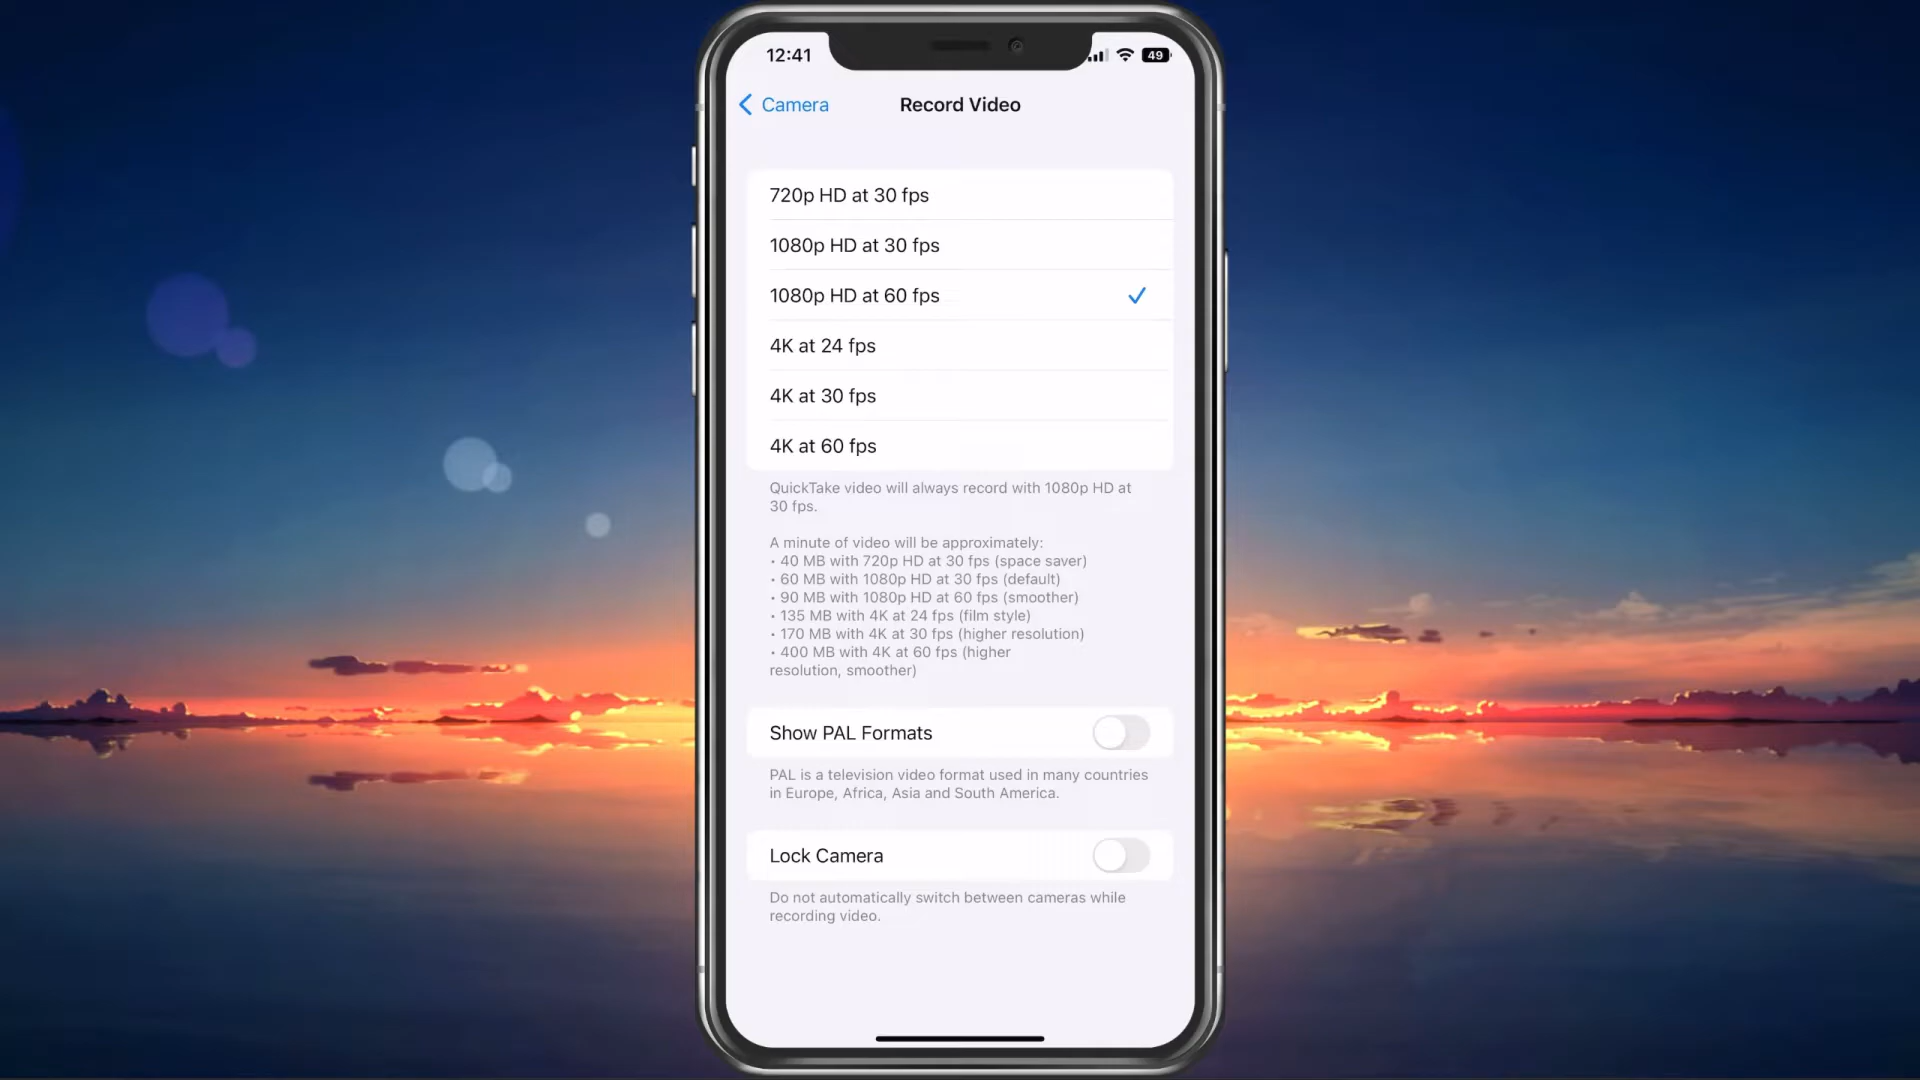 12:41
49
Camera
Record Video
720p HD at 30 fps
1080p HD at 30 fps
1080p HD at 60 fps
4K at 24 fps
4K at 30 fps
4K at 60 fps
QuickTake video will always record with 1080p HD at
30 fps.
A minute of video will be approximately:
• 40 MB with 720p HD at 30 fps (space saver)
• 60 MB with 1080p HD at 30 fps (default)
• 90 MB with 1080p HD at 60 fps (smoother)
• 135 MB with 4K at 24 fps (film style)
• 170 MB with 4K at 30 fps (higher resolution)
• 400 MB with 4K at 60 fps (higher
resolution, smoother)
Show PAL Formats
PAL is a television video format used in many countries
in Europe, Africa, Asia and South America.
Lock Camera
Do not automatically switch between cameras while
recording video.